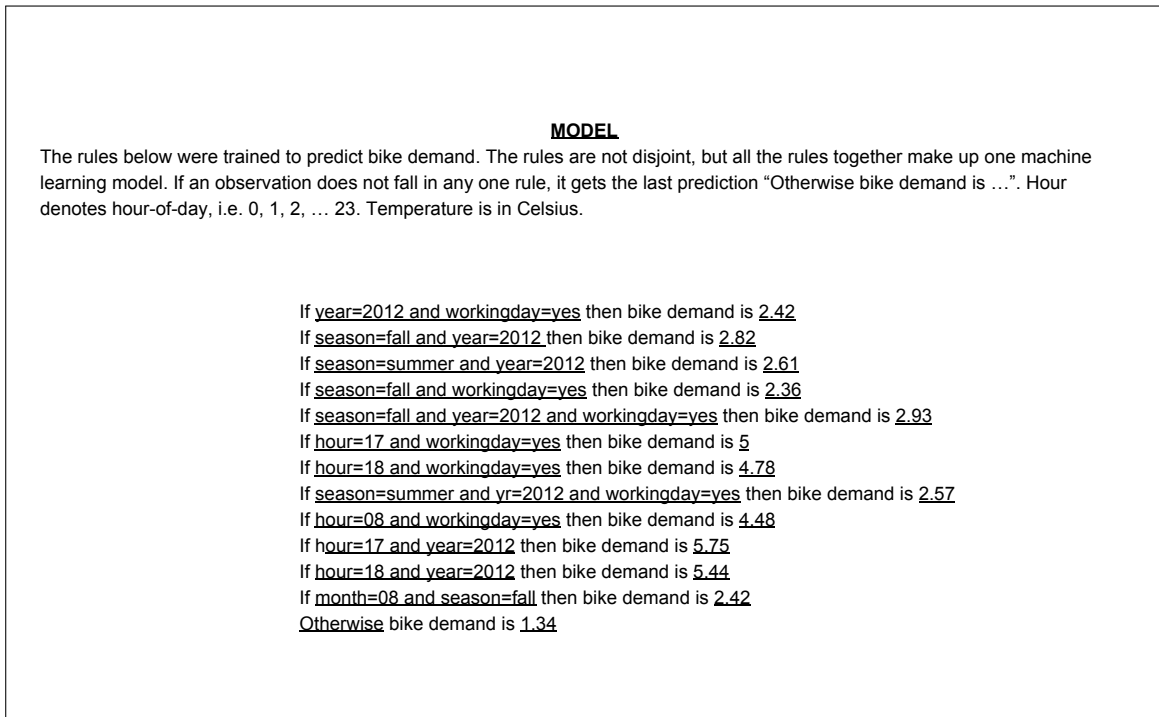 MODEL
The rules below were trained to predict bike demand. The rules are not disjoint, but all the rules together make up one machine
learning model. If an observation does not fall in any one rule, it gets the last prediction “Otherwise bike demand is …”. Hour
denotes hour-of-day, i.e. 0, 1, 2, … 23. Temperature is in Celsius.
If year=2012 and workingday=yes then bike demand is 2.42
If season=fall and year=2012 then bike demand is 2.82
If season=summer and year=2012 then bike demand is 2.61
If season=fall and workingday=yes then bike demand is 2.36
If season=fall and year=2012 and workingday=yes then bike demand is 2.93
If hour=17 and workingday=yes then bike demand is 5
If hour=18 and workingday=yes then bike demand is 4.78
If season=summer and yr=2012 and workingday=yes then bike demand is 2.57
If hour=08 and workingday=yes then bike demand is 4.48
If hour=17 and year=2012 then bike demand is 5.75
If hour=18 and year=2012 then bike demand is 5.44
If month=08 and season=fall then bike demand is 2.42
Otherwise bike demand is 1.34